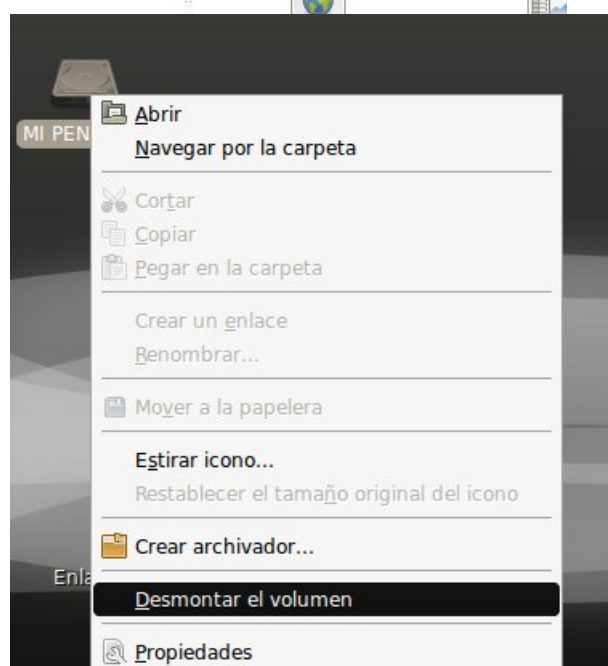 MI PEN
Abrir
Navegar por la carpeta
Cortar
Copiar
Pegar en la carpeta
Crear un enlace
Renombrar...
Mover a la papelera
Estirar icono...
Restablecer el tamaño original del icono
Crear archivador...
Enla
Desmontar el volumen
Propiedades